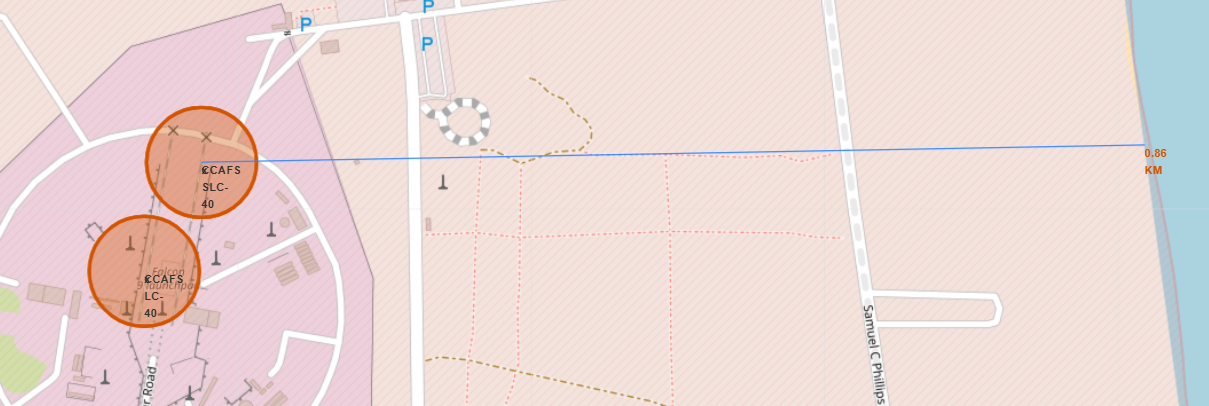 P
P
P
0.86
KM
CCAFS
SLC-
40
Falcon
9 launchpad
CCAFS
LC-
40
Samuel C Phillips
r Road